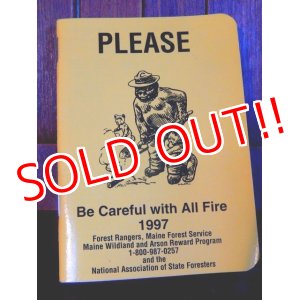 PLEASE
SOLD OUT!!
Be Careful with All Fire
1997
Forest Rangers, Maine Forest Service
Maine Wildland and Arson Reward Program
1-800-987-0257
and the
National Association of State Foresters